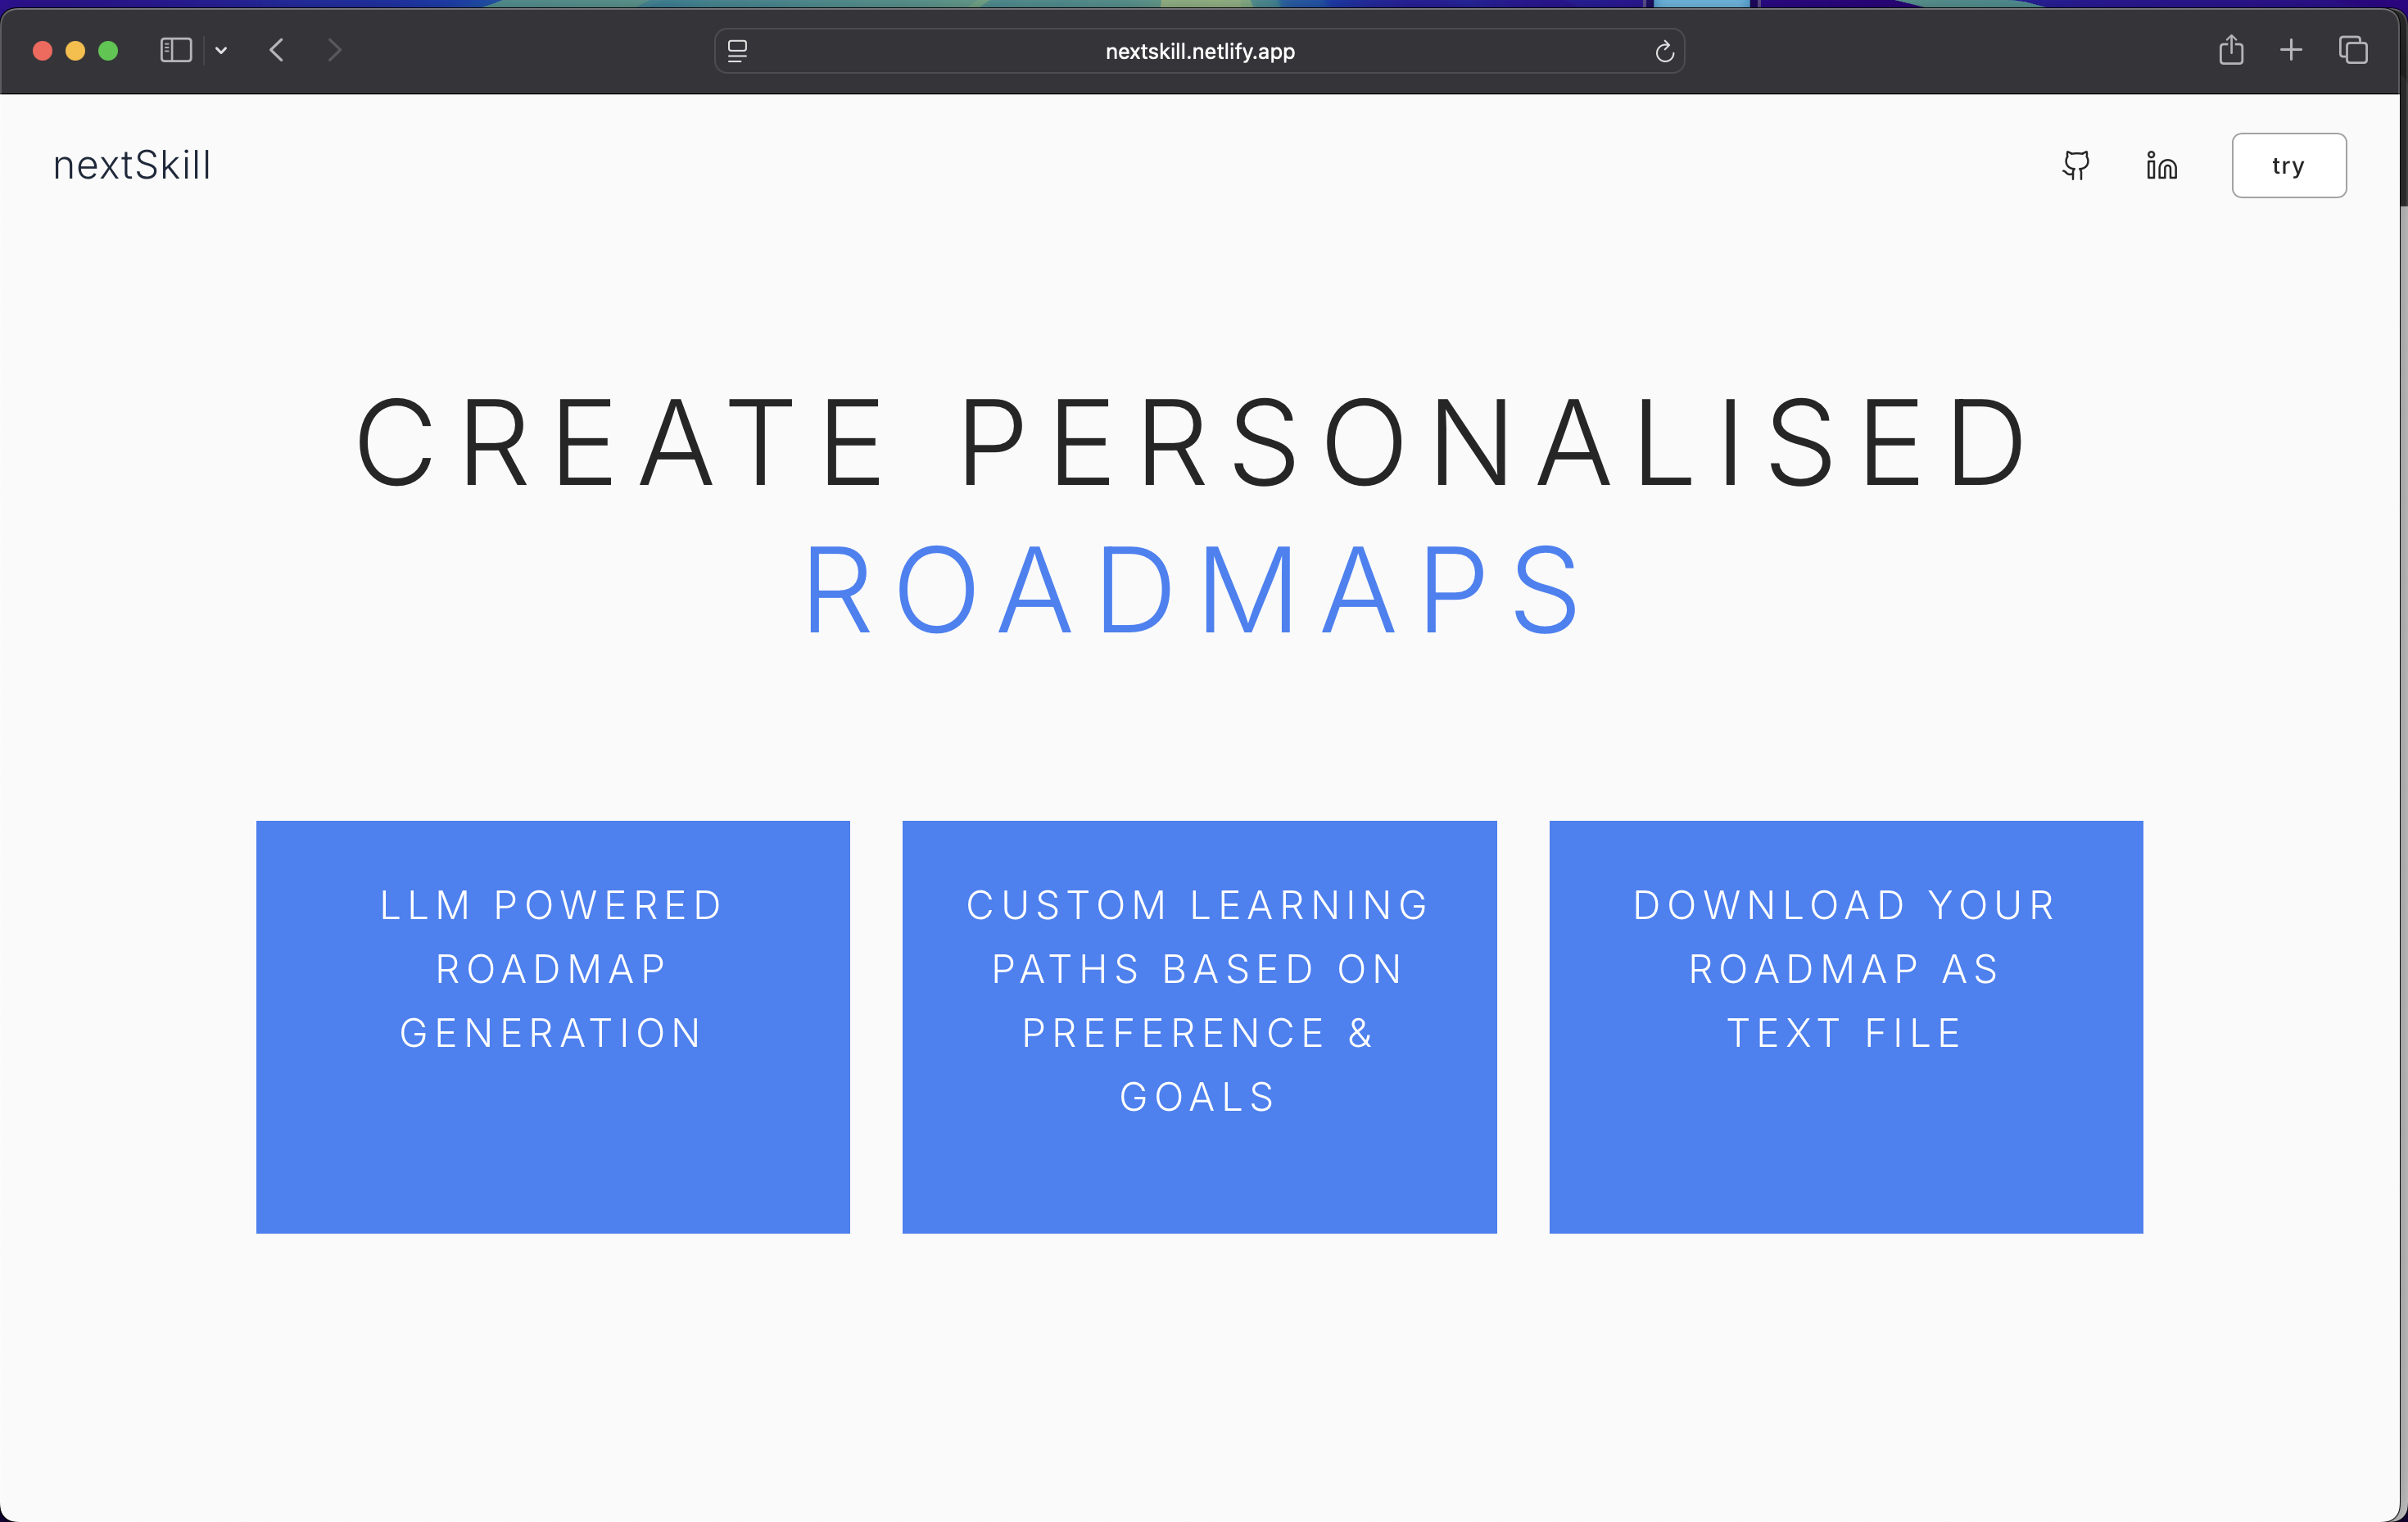 nextskill.netlify.app
nextSkill
try
CREATE PERSONALISED
ROADMAPS
LLM POWERED
ROADMAP
GENERATION
CUSTOM LEARNING
PATHS BASED ON
PREFERENCE &
GOALS
DOWNLOAD YOUR
ROADMAP AS
TEXT FILE